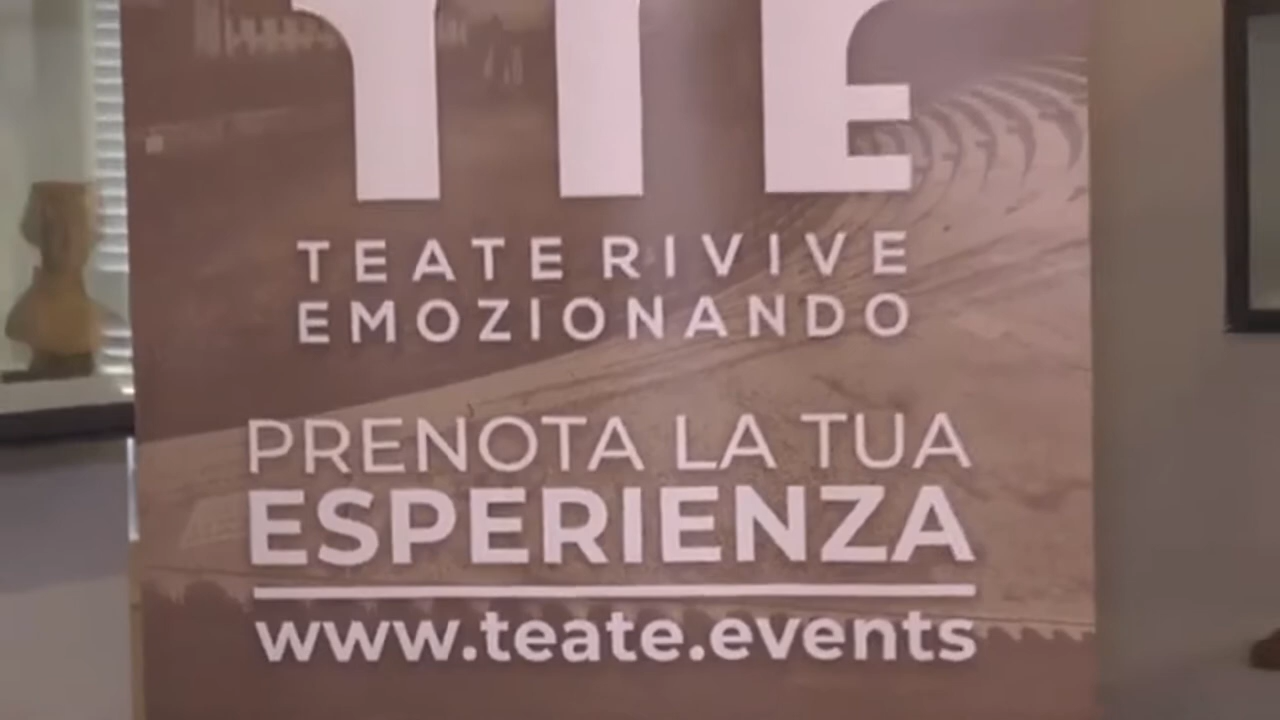 TEATE RIVIVE
EMOZIONANDO
PRENOTA LA TUA
ESPERIENZA
www.teate.events